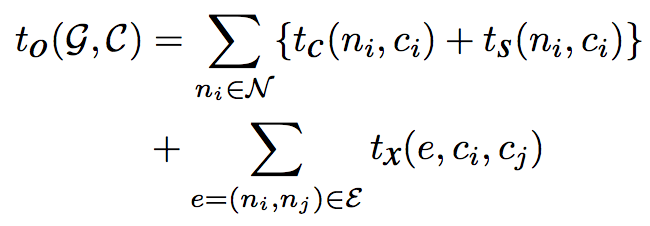 t_O(𝒢, 𝒞) = ∑_{n_i ∈ 𝒩} {t_C(n_i, c_i) + t_S(n_i, c_i)}
+ ∑_{e=(n_i,n_j)∈ℰ} t_X(e, c_i, c_j)